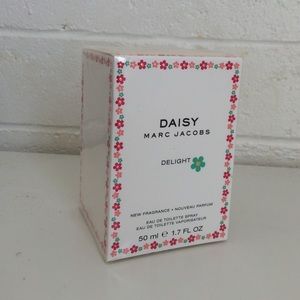 DAISY
MARC JACOBS
DELIGHT
NEW FRAGRANCE • NOUVEAU PARFUM
EAU DE TOILETTE SPRAY
EAU DE TOILETTE VAPORISATEUR
50 ml ℮ 1.7 FL OZ